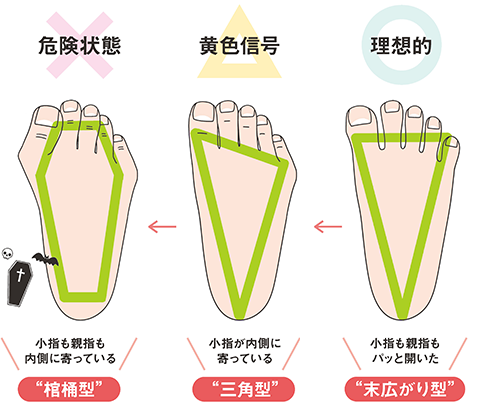 危険状態
黄色信号
理想的
小指も親指も
内側に寄っている
“棺桶型”
小指が内側に
寄っている
“三角型”
小指も親指も
パッと開いた
“末広がり型”